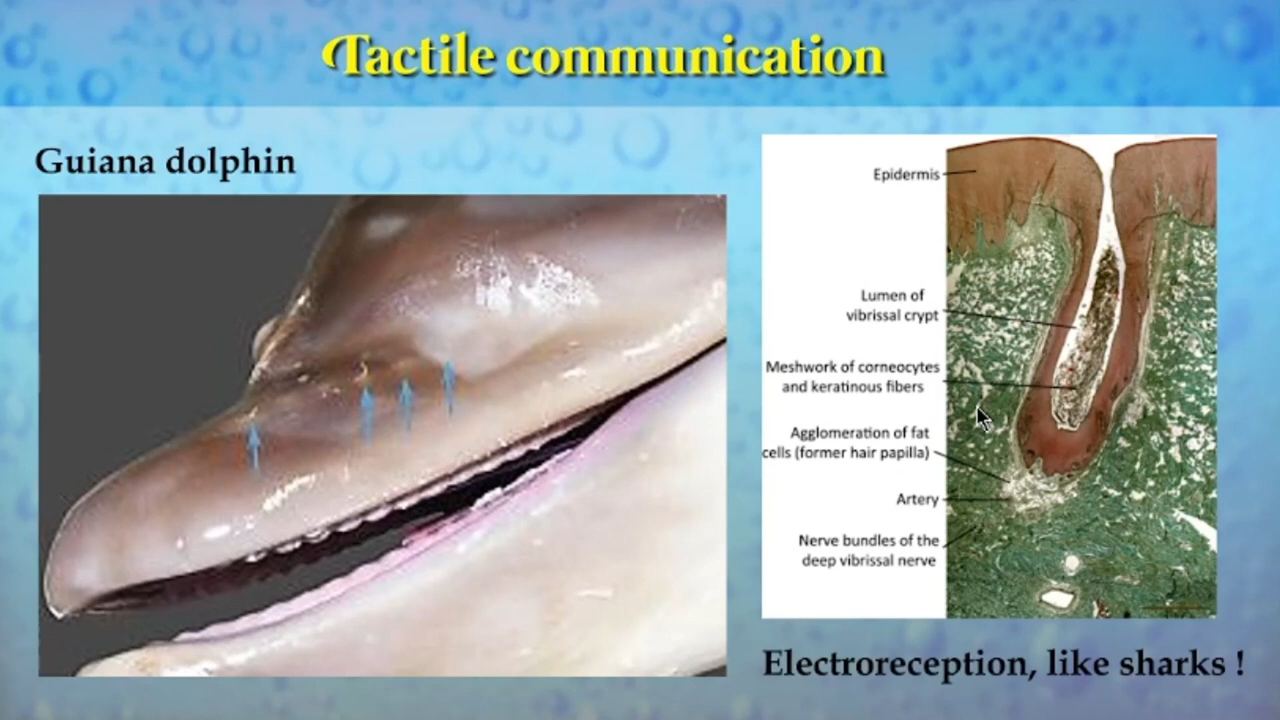 Tactile communication
Guiana dolphin
Epidermis
Lumen of
vibrissal crypt
Meshwork of corneocytes
and keratinous fibers
Agglomeration of fat
cells (former hair papilla)
Artery
Nerve bundles of the
deep vibrissal nerve
Electroreception, like sharks !